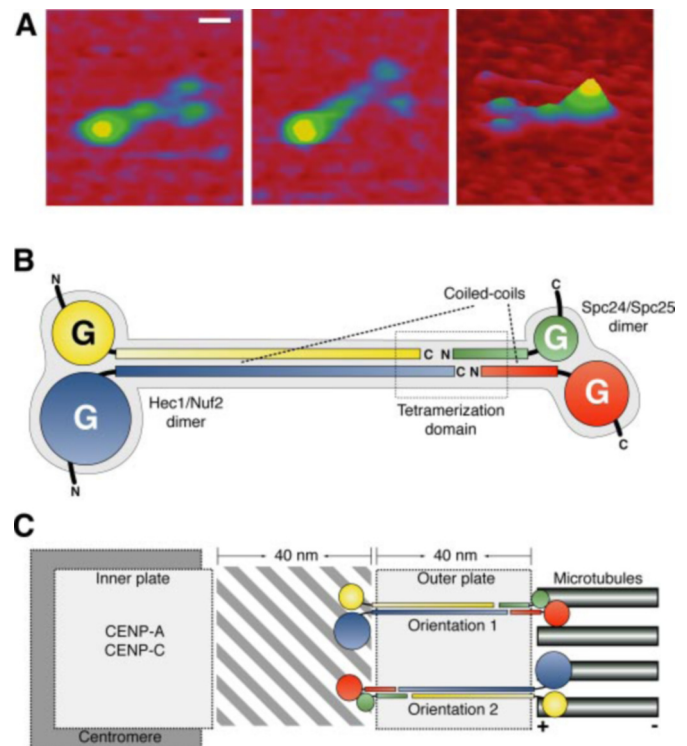 A
B
N
G
Coiled-coils
C
Spc24/Spc25
dimer
G
C N
G
Hec1/Nuf2
dimer
C N
G
Tetramerization
domain
C
N
C
40 nm
40 nm
Inner plate
Outer plate
Microtubules
CENP-A
CENP-C
Orientation 1
Orientation 2
Centromere
+
-